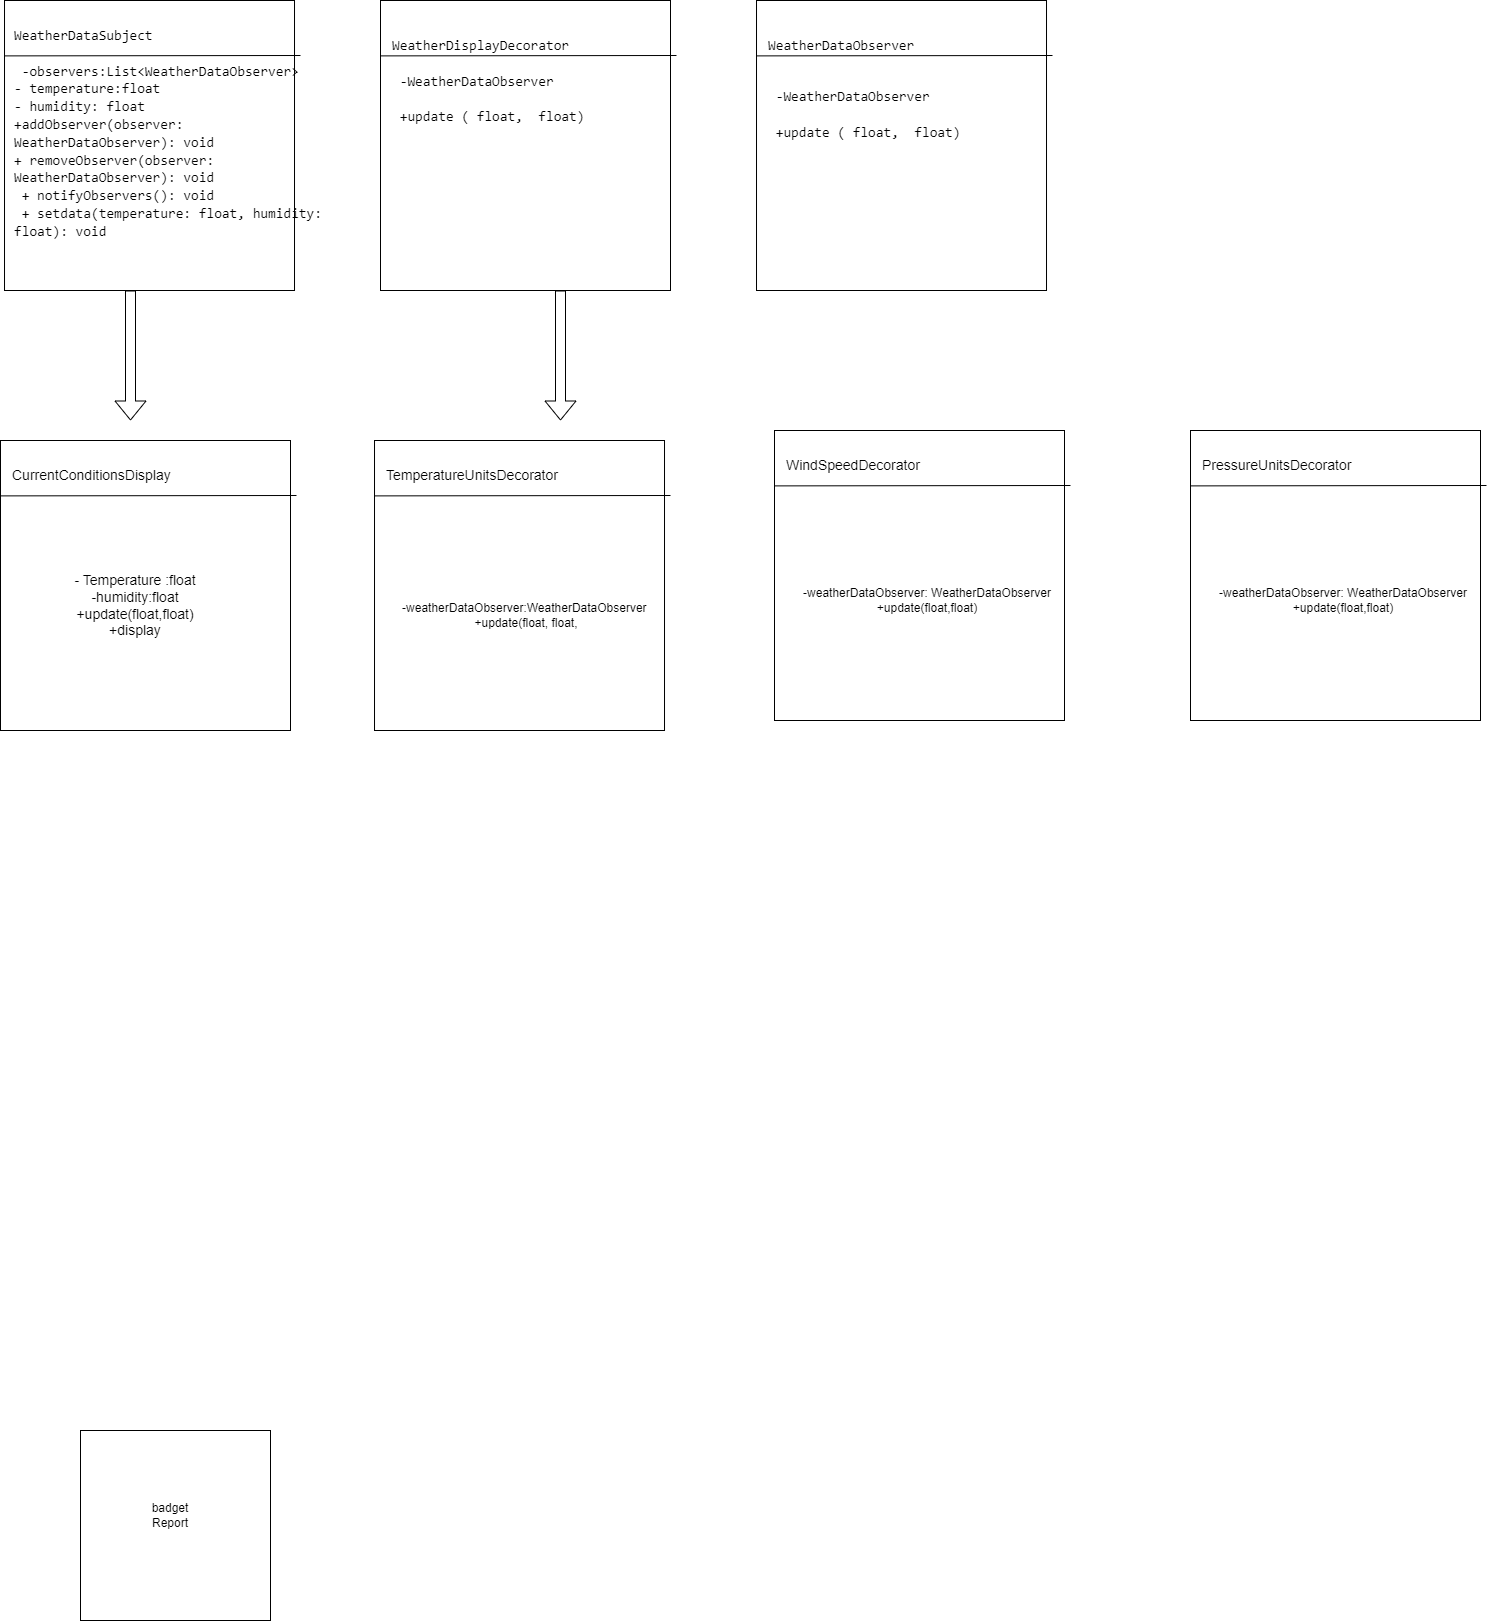 WeatherDataSubject
-observers:List<WeatherDataObserver>
- temperature:float
- humidity: float
+addObserver(observer:
WeatherDataObserver): void
+ removeObserver(observer:
WeatherDataObserver): void
+ notifyObservers(): void
+ setdata(temperature: float, humidity:
float): void
WeatherDisplayDecorator
-WeatherDataObserver
+update ( float,  float)
WeatherDataObserver
-WeatherDataObserver
+update ( float,  float)
CurrentConditionsDisplay
- Temperature :float
-humidity:float
+update(float,float)
+display
TemperatureUnitsDecorator
-weatherDataObserver:WeatherDataObserver
+update(float, float,
WindSpeedDecorator
-weatherDataObserver: WeatherDataObserver
+update(float,float)
PressureUnitsDecorator
-weatherDataObserver: WeatherDataObserver
+update(float,float)
badget
Report